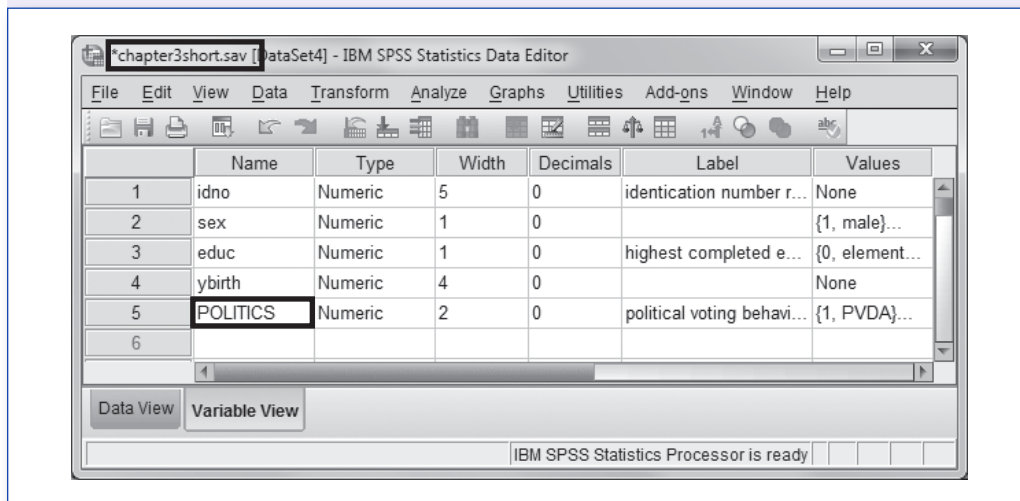 *chapter3short.sav [DataSet4] - IBM SPSS Statistics Data Editor
File Edit View Data Transform Analyze Graphs Utilities Add-ons Window Help
Name Type Width Decimals Label Values
1 idno Numeric 5 0 identication number r... None
2 sex Numeric 1 0 {1, male}...
3 educ Numeric 1 0 highest completed e... {0, element...
4 ybirth Numeric 4 0 None
5 POLITICS Numeric 2 0 political voting behavi... {1, PVDA}...
6
Data View Variable View
IBM SPSS Statistics Processor is ready